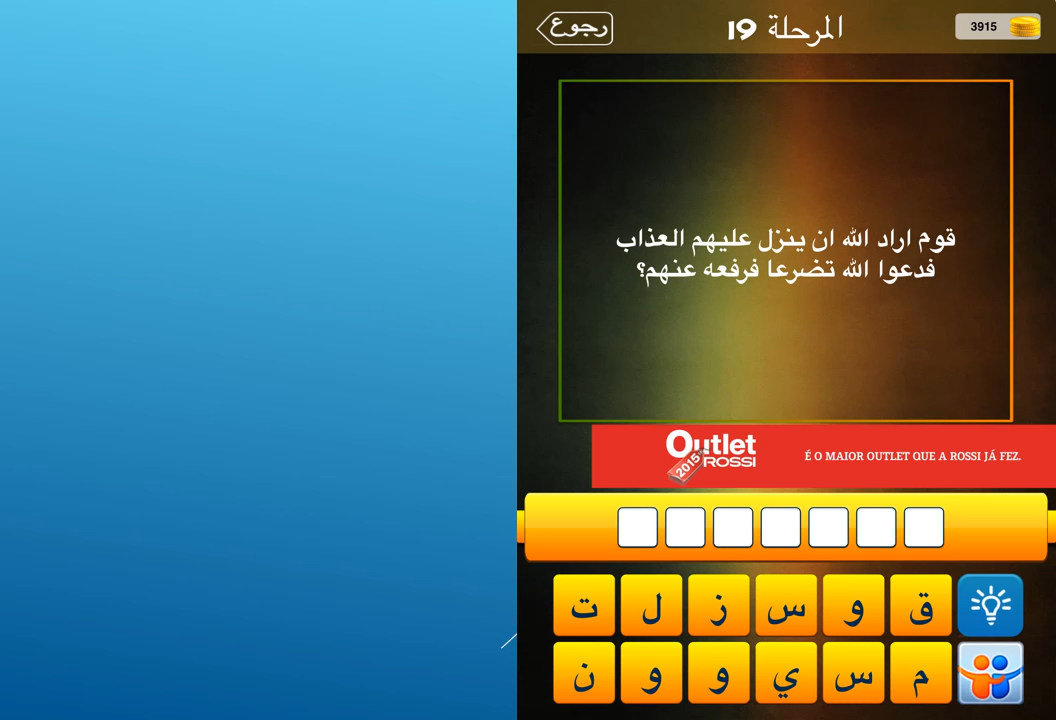 رجوع
المرحلة 19
3915
قوم اراد الله ان ينزل عليهم العذاب
فدعوا الله تضرعا فرفعه عنهم؟
Outlet
2015
ROSSI
É O MAIOR OUTLET QUE A ROSSI JÁ FEZ.
ق و س ز ل ت
م س ي و و ن